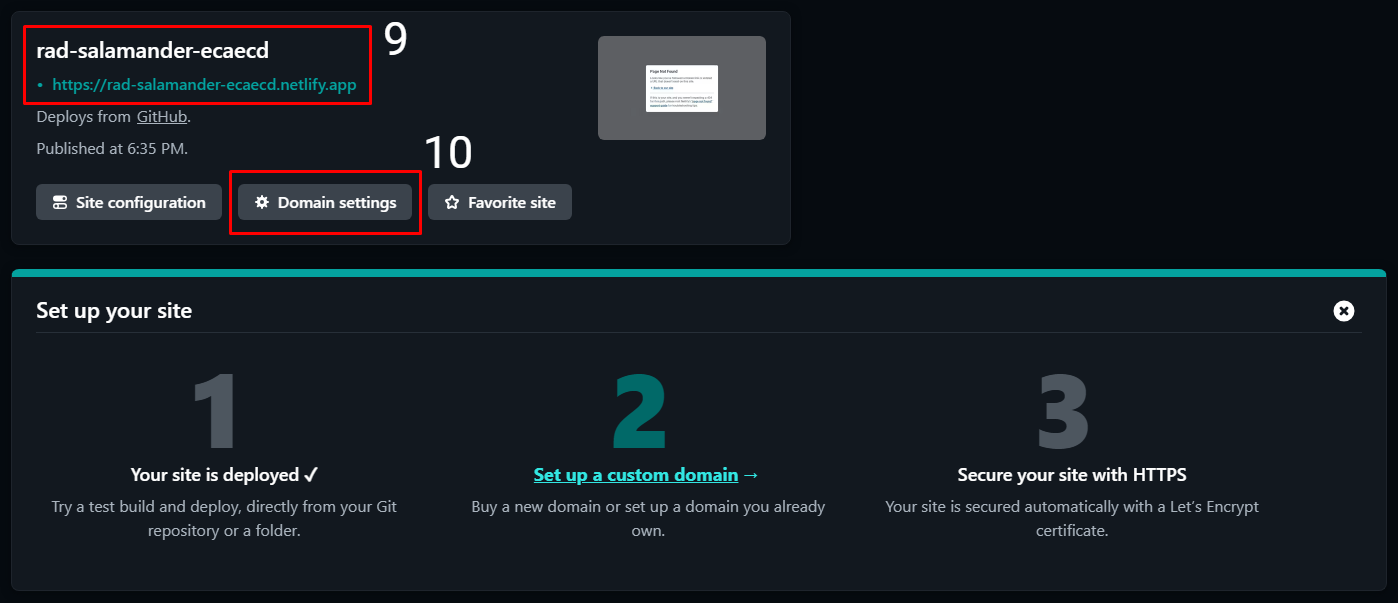 rad-salamander-ecaecd
9
• https://rad-salamander-ecaecd.netlify.app
Deploys from GitHub.
Published at 6:35 PM.
10
Site configuration
Domain settings
Favorite site
Page Not Found
Set up your site
1
Your site is deployed ✓
Try a test build and deploy, directly from your Git
repository or a folder.
2
Set up a custom domain →
Buy a new domain or set up a domain you already
own.
3
Secure your site with HTTPS
Your site is secured automatically with a Let’s Encrypt
certificate.